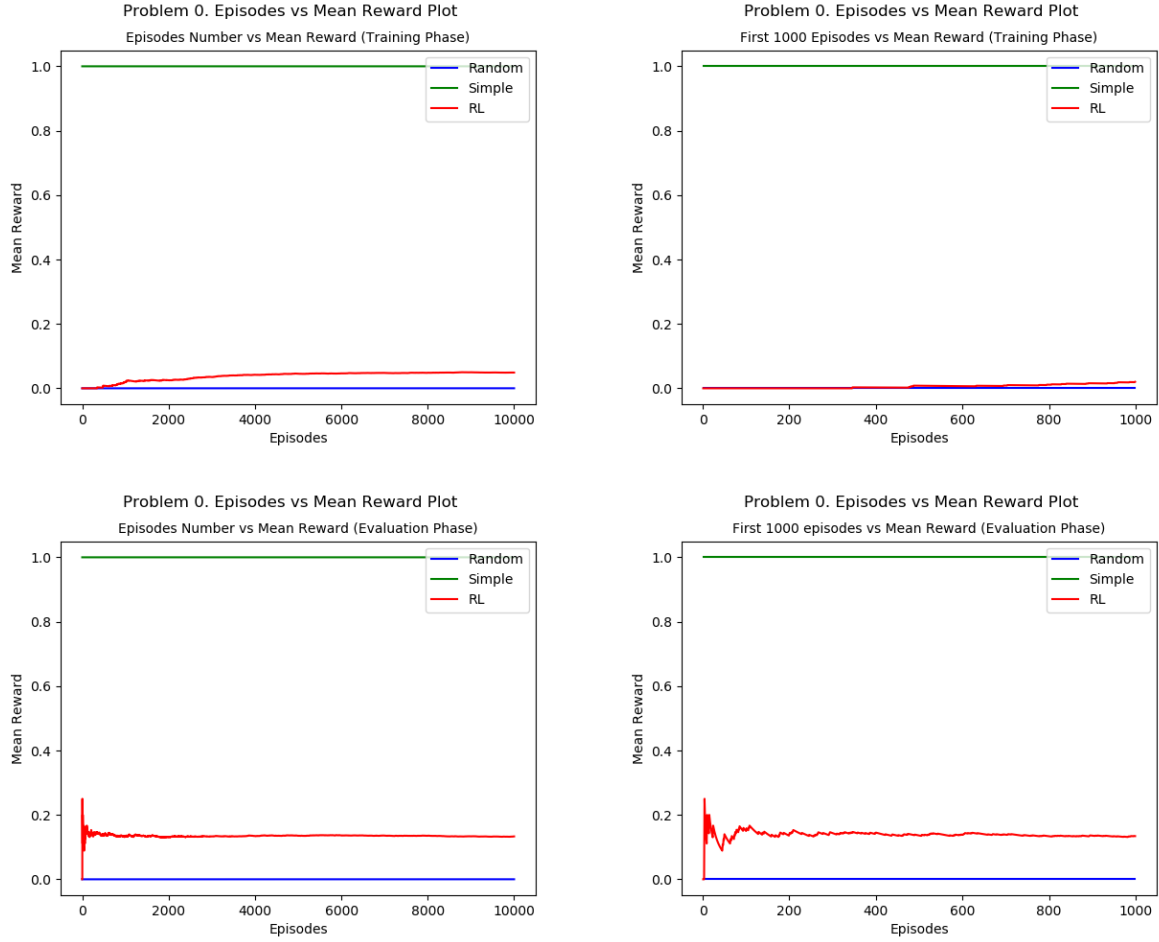 Problem 0. Episodes vs Mean Reward Plot
Episodes Number vs Mean Reward (Training Phase)
1.0
0.8
0.6
0.4
0.2
0.0
Mean Reward
Random
Simple
RL
0
2000
4000
6000
8000
10000
Episodes
Problem 0. Episodes vs Mean Reward Plot
First 1000 Episodes vs Mean Reward (Training Phase)
1.0
0.8
0.6
0.4
0.2
0.0
Mean Reward
Random
Simple
RL
0
200
400
600
800
1000
Episodes
Problem 0. Episodes vs Mean Reward Plot
Episodes Number vs Mean Reward (Evaluation Phase)
1.0
0.8
0.6
0.4
0.2
0.0
Mean Reward
Random
Simple
RL
0
2000
4000
6000
8000
10000
Episodes
Problem 0. Episodes vs Mean Reward Plot
First 1000 episodes vs Mean Reward (Evaluation Phase)
1.0
0.8
0.6
0.4
0.2
0.0
Mean Reward
Random
Simple
RL
0
200
400
600
800
1000
Episodes